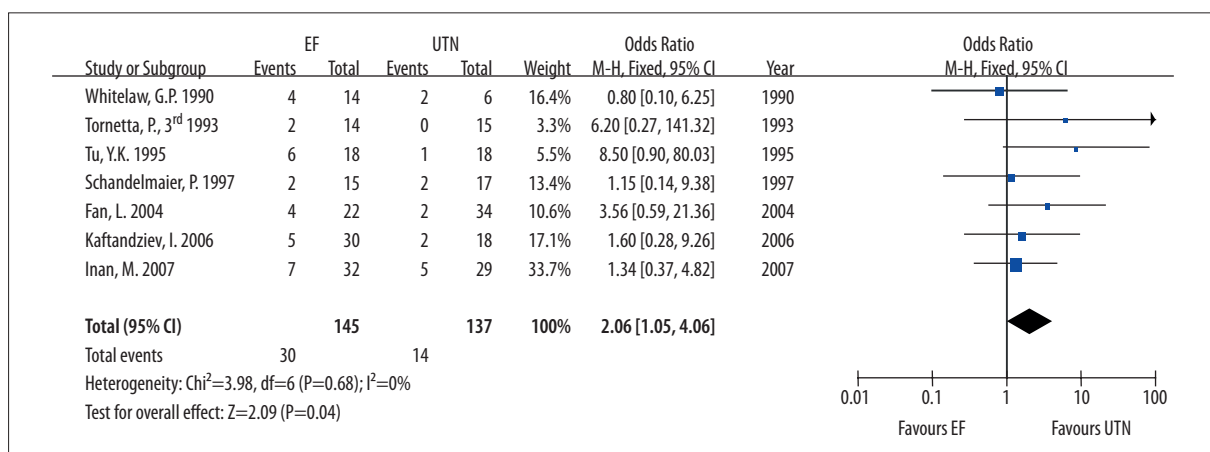 EF UTN Odds Ratio Odds Ratio
Study or Subgroup Events Total Events Total Weight M-H, Fixed, 95% CI Year M-H, Fixed, 95% CI
Whitelaw, G.P. 1990 4 14 2 6 16.4% 0.80 [0.10, 6.25] 1990
Tornetta, P., 3rd 1993 2 14 0 15 3.3% 6.20 [0.27, 141.32] 1993
Tu, Y.K. 1995 6 18 1 18 5.5% 8.50 [0.90, 80.03] 1995
Schandelmaier, P. 1997 2 15 2 17 13.4% 1.15 [0.14, 9.38] 1997
Fan, L. 2004 4 22 2 34 10.6% 3.56 [0.59, 21.36] 2004
Kaftandziev, I. 2006 5 30 2 18 17.1% 1.60 [0.28, 9.26] 2006
Inan, M. 2007 7 32 5 29 33.7% 1.34 [0.37, 4.82] 2007
Total (95% CI) 145 137 100% 2.06 [1.05, 4.06]
Total events 30 14
Heterogeneity: Chi²=3.98, df=6 (P=0.68); I²=0%
Test for overall effect: Z=2.09 (P=0.04)
0.01 0.1 1 10 100
Favours EF Favours UTN